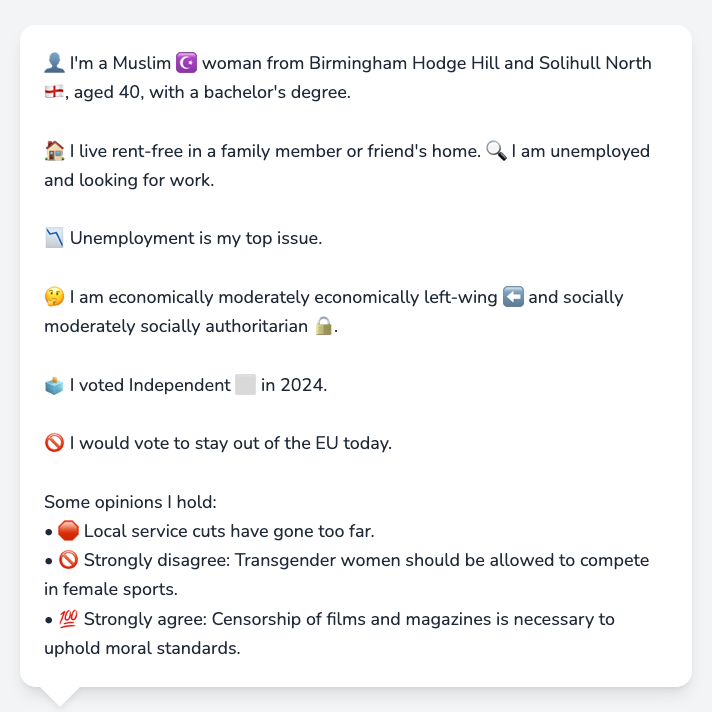 👤 I'm a Muslim ☪️ woman from Birmingham Hodge Hill and Solihull North
🏴󠁧󠁢󠁥󠁮󠁧󠁿, aged 40, with a bachelor's degree.
🏠 I live rent-free in a family member or friend's home. 🔍 I am unemployed
and looking for work.
📉 Unemployment is my top issue.
🤔 I am economically moderately economically left-wing ⬅️ and socially
moderately socially authoritarian 🔒.
🗳️ I voted Independent ⬜ in 2024.
🚫 I would vote to stay out of the EU today.
Some opinions I hold:
• 🛑 Local service cuts have gone too far.
• 🚫 Strongly disagree: Transgender women should be allowed to compete
in female sports.
• 💯 Strongly agree: Censorship of films and magazines is necessary to
uphold moral standards.